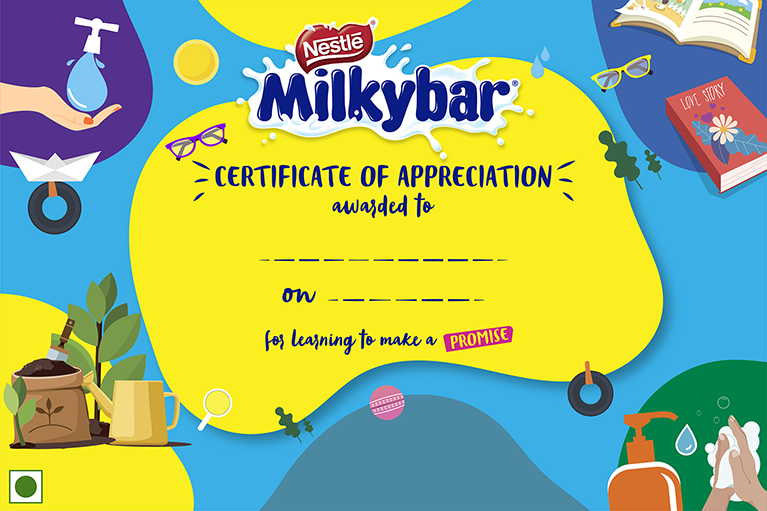 Nestlé
Milkybar®
CERTIFICATE OF APPRECIATION
awarded to
on
for learning to make a PROMISE
LOVE STORY